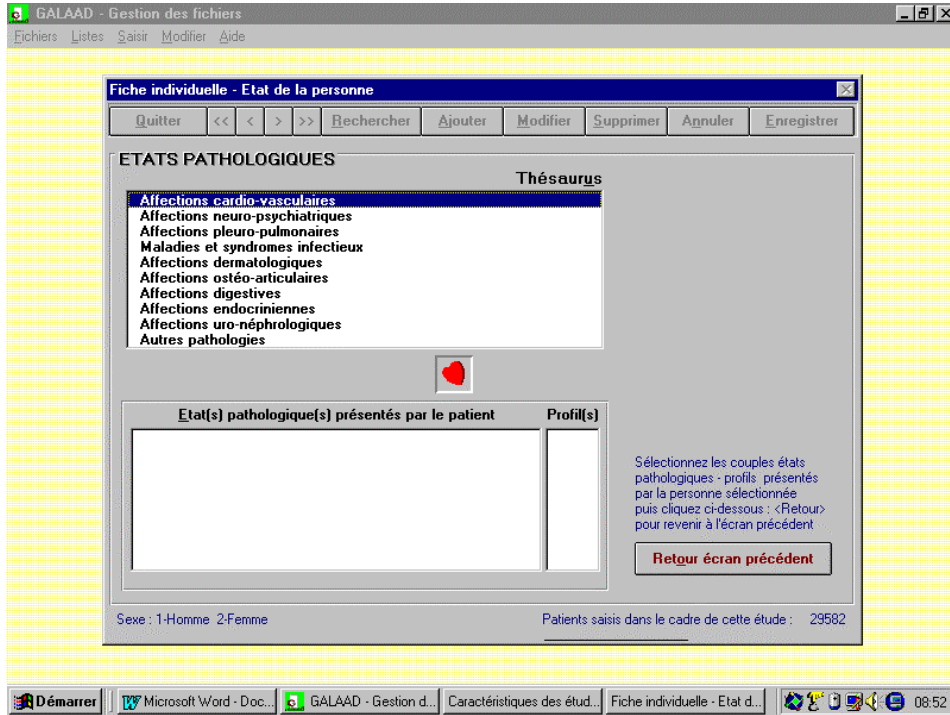 GALAAD - Gestion des fichiers
Fichiers Listes Saisir Modifier Aide
Fiche individuelle - Etat de la personne
Quitter << < > >> Rechercher Ajouter Modifier Supprimer Annuler Enregistrer
ETATS PATHOLOGIQUES
Thésaurus
Affections cardio-vasculaires
Affections neuro-psychiatriques
Affections pleuro-pulmonaires
Maladies et syndromes infectieux
Affections dermatologiques
Affections ostéo-articulaires
Affections digestives
Affections endocriniennes
Affections uro-néphrologiques
Autres pathologies
Etat(s) pathologique(s) présentés par le patient Profil(s)
Sélectionnez les couples états
pathologiques - profils présentés
par la personne sélectionnée
puis cliquez ci-dessous : <Retour>
pour revenir à l'écran précédent
Retour écran précédent
Sexe : 1-Homme 2-Femme Patients saisis dans le cadre de cette étude : 29582
Démarrer Microsoft Word - Doc... GALAAD - Gestion d... Caractéristiques des étud... Fiche individuelle - Etat d... 08:52